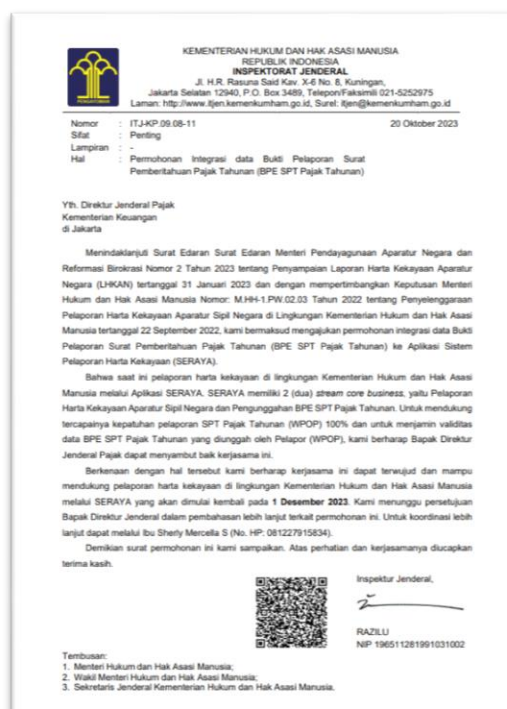 KEMENTERIAN HUKUM DAN HAK ASASI MANUSIA
REPUBLIK INDONESIA
INSPEKTORAT JENDERAL
Jl. H.R. Rasuna Said Kav. X-6 No. 8, Kuningan,
Jakarta Selatan 12940, P.O. Box 3489, Telepon/Faksimili 021-5252975
Laman: http://www.itjen.kemenkumham.go.id, Surel: itjen@kemenkumham.go.id
PENGAYOMAN
Nomor : ITJ-KP.09.08-11 20 Oktober 2023
Sifat : Penting
Lampiran : -
Hal : Permohonan Integrasi data Bukti Pelaporan Surat
Pemberitahuan Pajak Tahunan (BPE SPT Pajak Tahunan)
Yth. Direktur Jenderal Pajak
Kementerian Keuangan
di Jakarta
Menindaklanjuti Surat Edaran Surat Edaran Menteri Pendayagunaan Aparatur Negara dan
Reformasi Birokrasi Nomor 2 Tahun 2023 tentang Penyampaian Laporan Harta Kekayaan Aparatur
Negara (LHKAN) tertanggal 31 Januari 2023 dan dengan mempertimbangkan Keputusan Menteri
Hukum dan Hak Asasi Manusia Nomor: M.HH-1.PW.02.03 Tahun 2022 tentang Penyelenggaraan
Pelaporan Harta Kekayaan Aparatur Sipil Negara di Lingkungan Kementerian Hukum dan Hak Asasi
Manusia tertanggal 22 September 2022, kami bermaksud mengajukan permohonan integrasi data Bukti
Pelaporan Surat Pemberitahuan Pajak Tahunan (BPE SPT Pajak Tahunan) ke Aplikasi Sistem
Pelaporan Harta Kekayaan (SERAYA).
Bahwa saat ini pelaporan harta kekayaan di lingkungan Kementerian Hukum dan Hak Asasi
Manusia melalui Aplikasi SERAYA. SERAYA memiliki 2 (dua) stream core business, yaitu Pelaporan
Harta Kekayaan Aparatur Sipil Negara dan Pengunggahan BPE SPT Pajak Tahunan. Untuk mendukung
tercapainya kepatuhan pelaporan SPT Pajak Tahunan (WPOP) 100% dan untuk menjamin validitas
data BPE SPT Pajak Tahunan yang diunggah oleh Pelapor (WPOP), kami berharap Bapak Direktur
Jenderal Pajak dapat menyambut baik kerjasama ini.
Berkenaan dengan hal tersebut kami berharap kerjasama ini dapat terwujud dan mampu
mendukung pelaporan harta kekayaan di lingkungan Kementerian Hukum dan Hak Asasi Manusia
melalui SERAYA yang akan dimulai kembali pada 1 Desember 2023. Kami menunggu persetujuan
Bapak Direktur Jenderal dalam pembahasan lebih lanjut terkait permohonan ini. Untuk koordinasi lebih
lanjut dapat melalui Ibu Sherly Mercella S (No. HP: 081227915834).
Demikian surat permohonan ini kami sampaikan. Atas perhatian dan kerjasamanya diucapkan
terima kasih.
Inspektur Jenderal,
RAZILU
NIP 196511281991031002
Tembusan:
1. Menteri Hukum dan Hak Asasi Manusia;
2. Wakil Menteri Hukum dan Hak Asasi Manusia;
3. Sekretaris Jenderal Kementerian Hukum dan Hak Asasi Manusia.